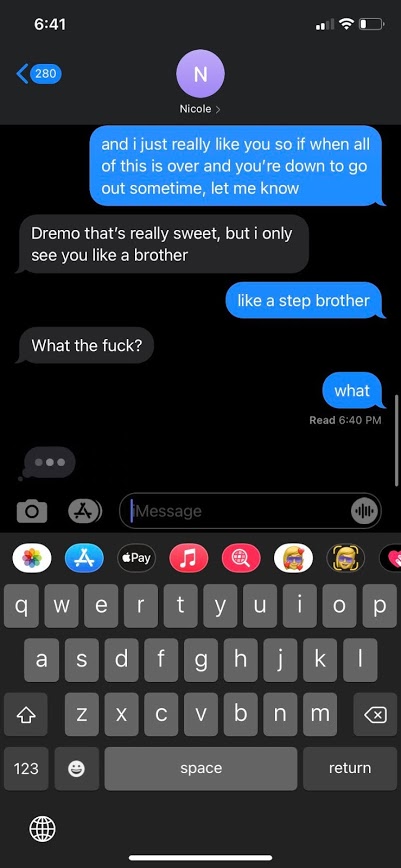 6:41
280
N
Nicole
and i just really like you so if when all
of this is over and you're down to go
out sometime, let me know
Dremo that's really sweet, but i only
see you like a brother
like a step brother
What the fuck?
what
Read 6:40 PM
iMessage
Pay
q w e r t y u i o p
a s d f g h j k l
z x c v b n m
123 space return